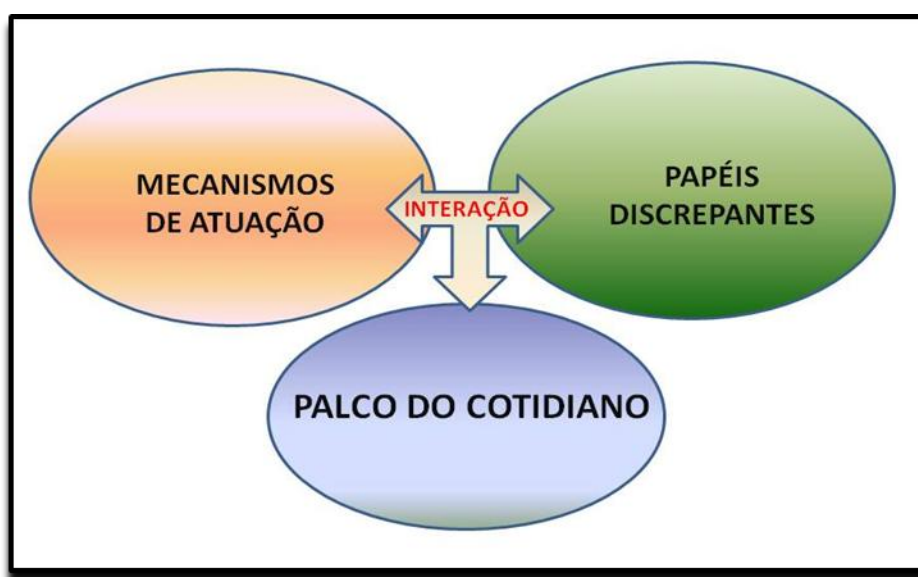 MECANISMOS
DE ATUAÇÃO
INTERAÇÃO
PAPÉIS
DISCREPANTES
PALCO DO COTIDIANO